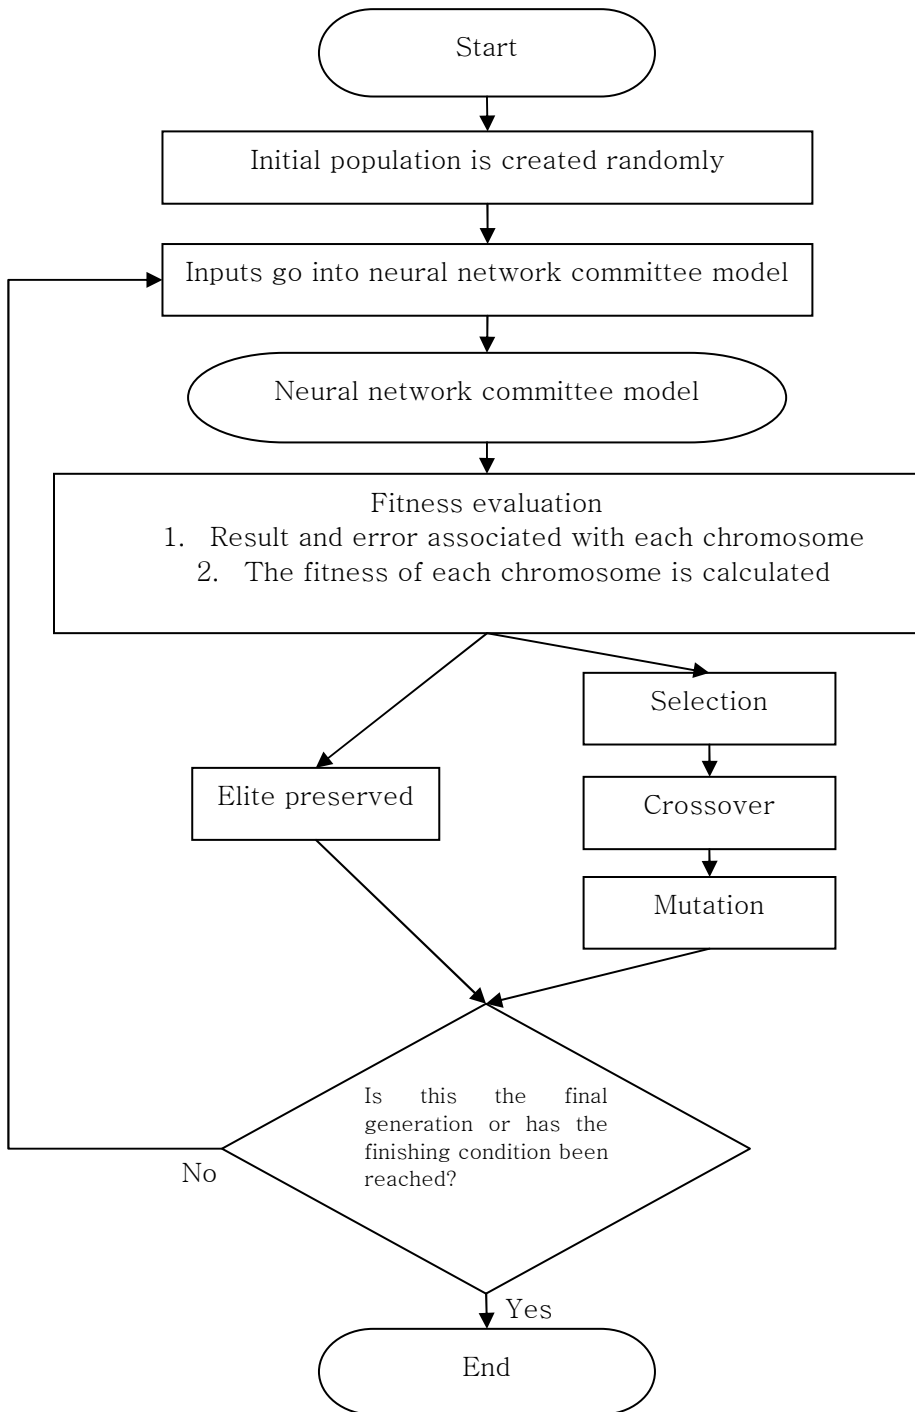 Start
Initial population is created randomly
Inputs go into neural network committee model
Neural network committee model
Fitness evaluation
1. Result and error associated with each chromosome
2. The fitness of each chromosome is calculated
Selection
Elite preserved
Crossover
Mutation
Is this the final
generation or has the
finishing condition been
reached?
No
Yes
End